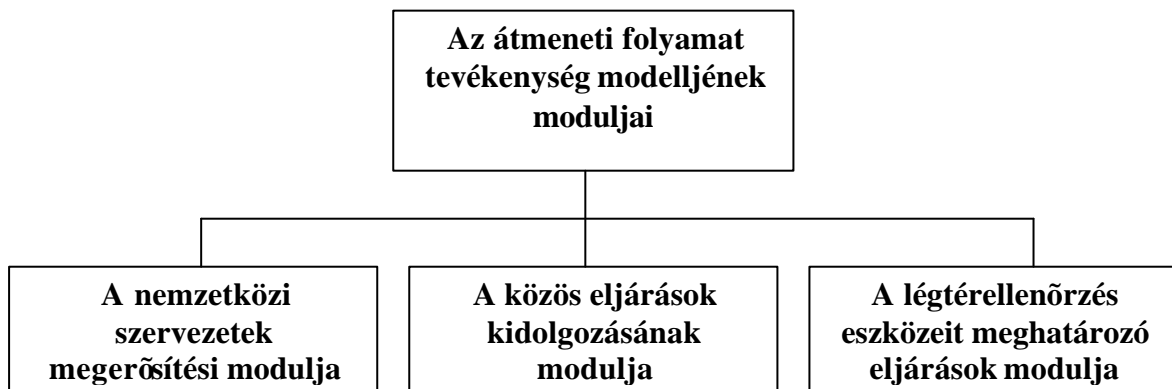 Az átmeneti folyamat
tevékenység modelljének
moduljai
A nemzetközi
szervezetek
megerõsítési modulja
A közös eljárások
kidolgozásának
modulja
A légtérellenõrzés
eszközeit meghatározó
eljárások modulja